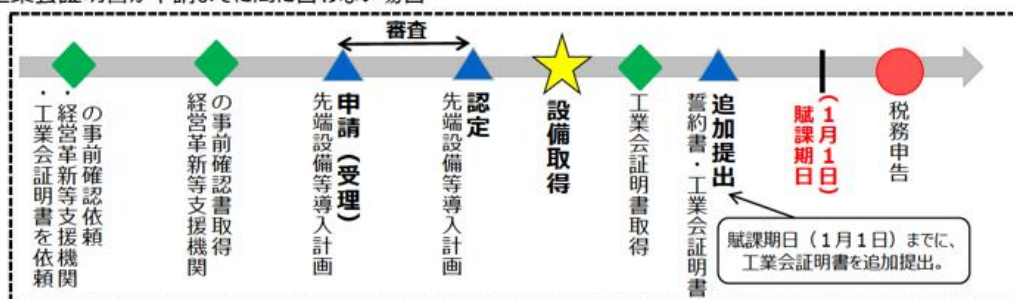 工業会証明書が申請までに間に合わない場合
審査
・工業会証明書を依頼
・経営革新等支援機関
の事前確認依頼
経営革新等支援機関
の事前確認書取得
先端設備等導入計画
申請（受理）
先端設備等導入計画
認定
設備取得
工業会証明書取得
誓約書・工業会証明書
追加提出
賦課期日
（1月1日）
税務申告
賦課期日（1月1日）までに、
工業会証明書を追加提出。